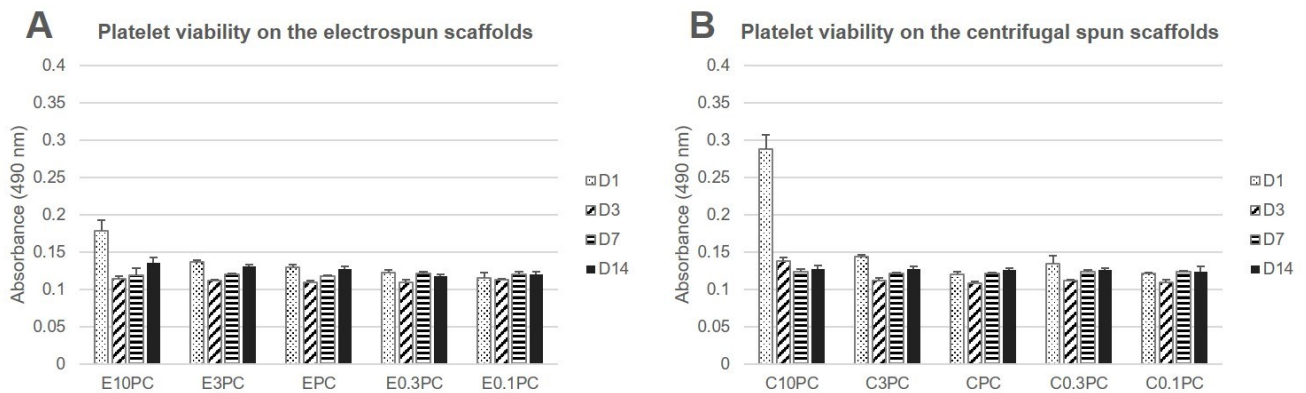 A Platelet viability on the electrospun scaffolds
0.4
0.35
0.3
0.25
0.2
0.15
0.1
0.05
0
Absorbance (490 nm)
E10PC E3PC EPC E0.3PC E0.1PC
D1
D3
D7
D14
B Platelet viability on the centrifugal spun scaffolds
0.4
0.35
0.3
0.25
0.2
0.15
0.1
0.05
0
Absorbance (490 nm)
C10PC C3PC CPC C0.3PC C0.1PC
D1
D3
D7
D14